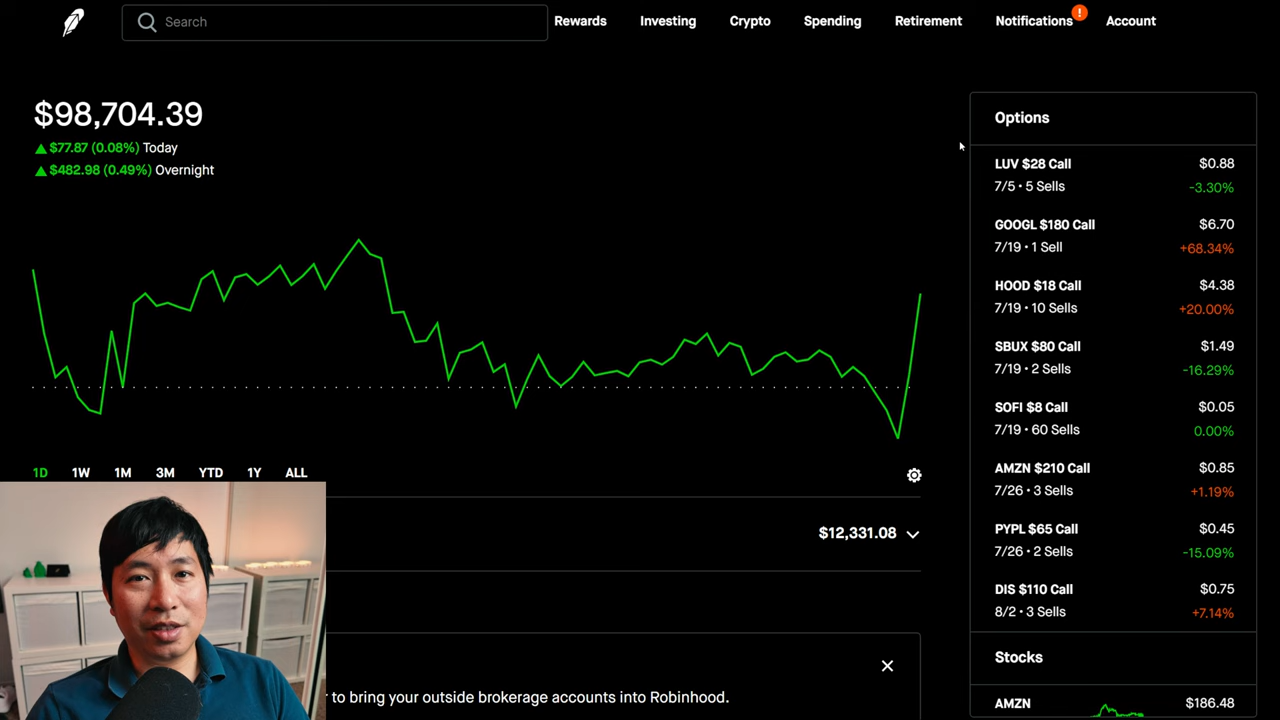 Search
Rewards
Investing
Crypto
Spending
Retirement
Notifications
!
Account
$98,704.39
$77.87 (0.08%) Today
$482.98 (0.49%) Overnight
1D
1W
1M
3M
YTD
1Y
ALL
$12,331.08
to bring your outside brokerage accounts into Robinhood.
Options
LUV $28 Call $0.88
7/5 • 5 Sells -3.30%
GOOGL $180 Call $6.70
7/19 • 1 Sell +68.34%
HOOD $18 Call $4.38
7/19 • 10 Sells +20.00%
SBUX $80 Call $1.49
7/19 • 2 Sells -16.29%
SOFI $8 Call $0.05
7/19 • 60 Sells 0.00%
AMZN $210 Call $0.85
7/26 • 3 Sells +1.19%
PYPL $65 Call $0.45
7/26 • 2 Sells -15.09%
DIS $110 Call $0.75
8/2 • 3 Sells +7.14%
Stocks
AMZN $186.48